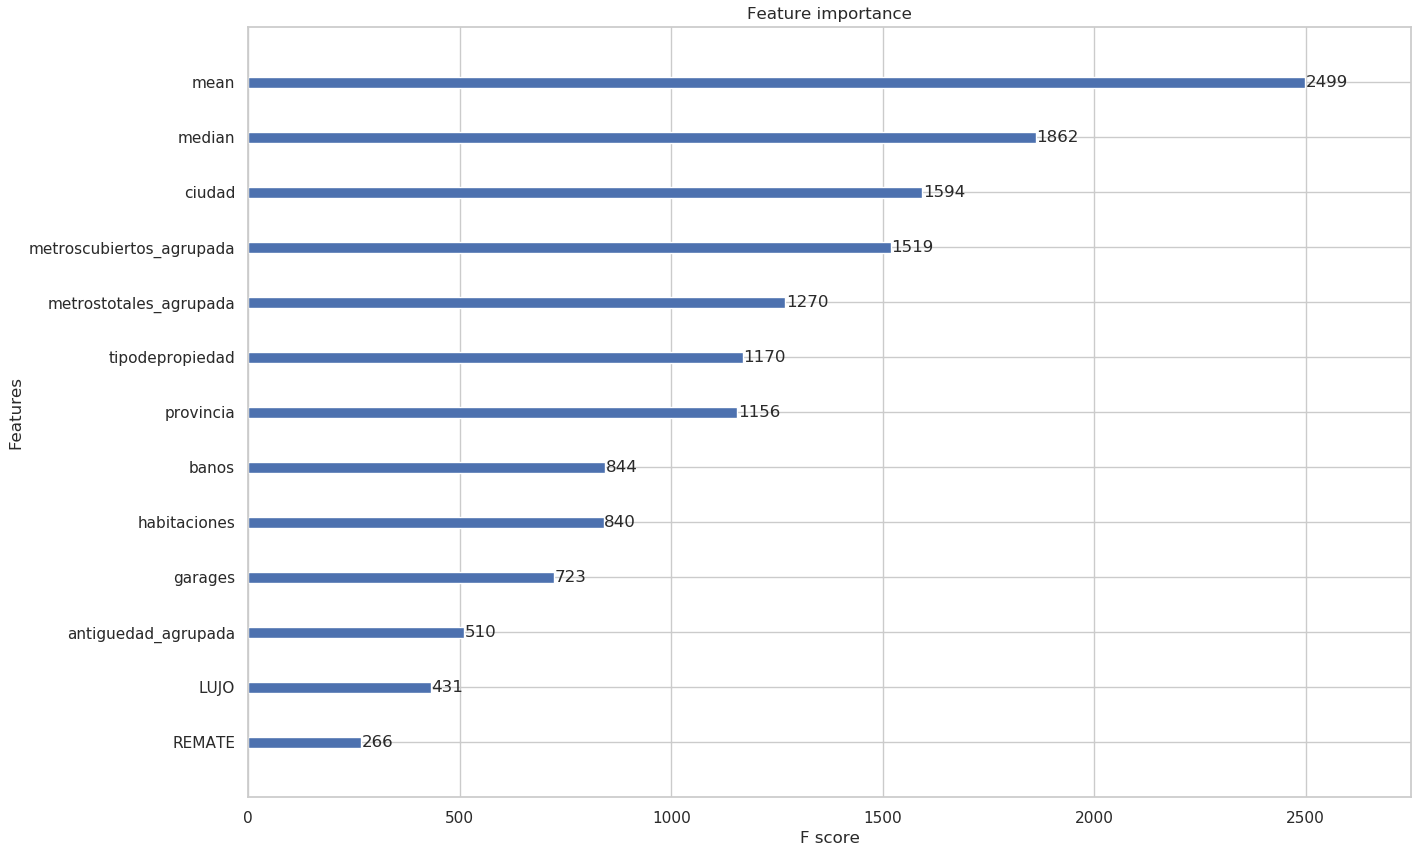 Feature importance
mean 2499
median 1862
ciudad 1594
metroscubiertos_agrupada 1519
metrostotales_agrupada 1270
tipodepropiedad 1170
provincia 1156
banos 844
habitaciones 840
garages 723
antiguedad_agrupada 510
LUJO 431
REMATE 266
Features
0 500 1000 1500 2000 2500
F score